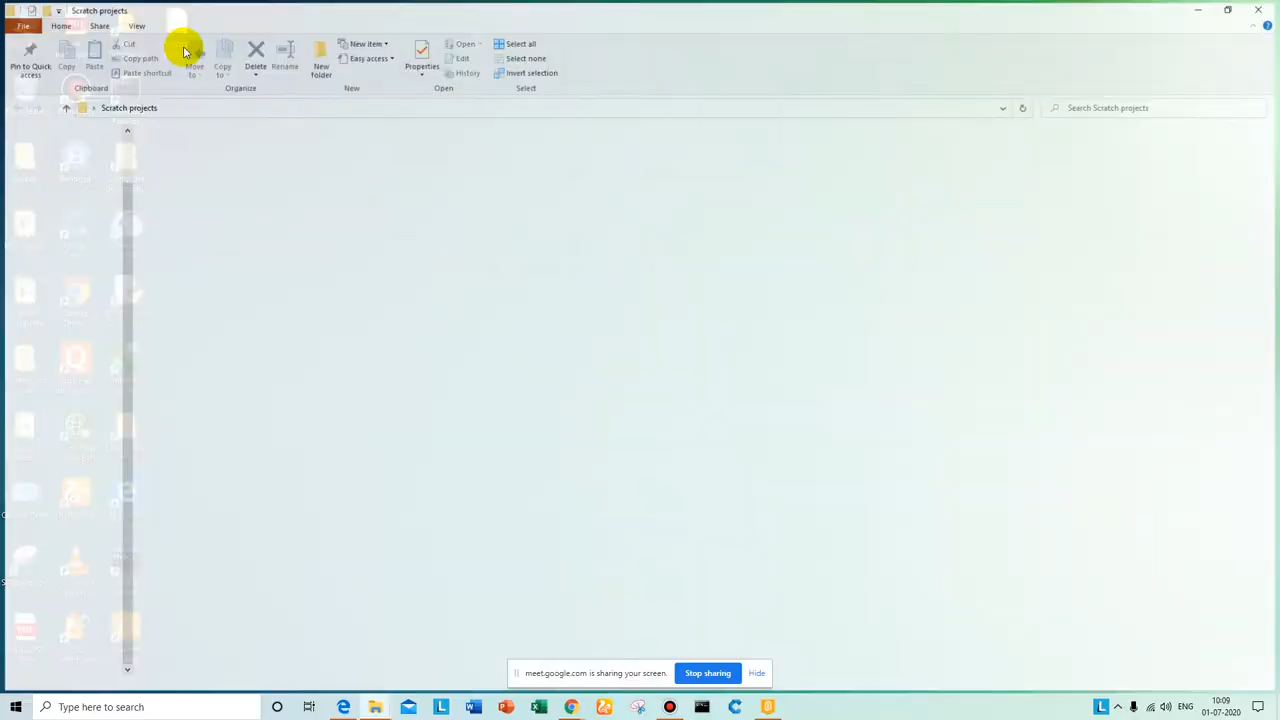 Scratch projects
File Home Share View
Pin to Quick access
Copy
Paste
Cut
Copy path
Paste shortcut
Clipboard
Move to
Copy to
Delete
Rename
Organize
New folder
New item
Easy access
New
Properties
Open
Edit
History
Open
Select all
Select none
Invert selection
Select
Scratch projects
Search Scratch projects
meet.google.com is sharing your screen.
Stop sharing
Hide
Type here to search
ENG
10:09
01-07-2020